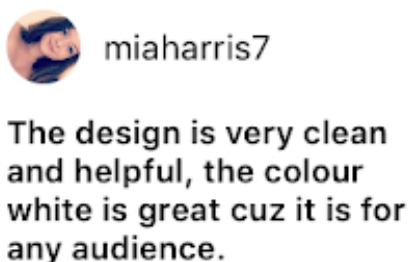 miaharris7
The design is very clean
and helpful, the colour
white is great cuz it is for
any audience.